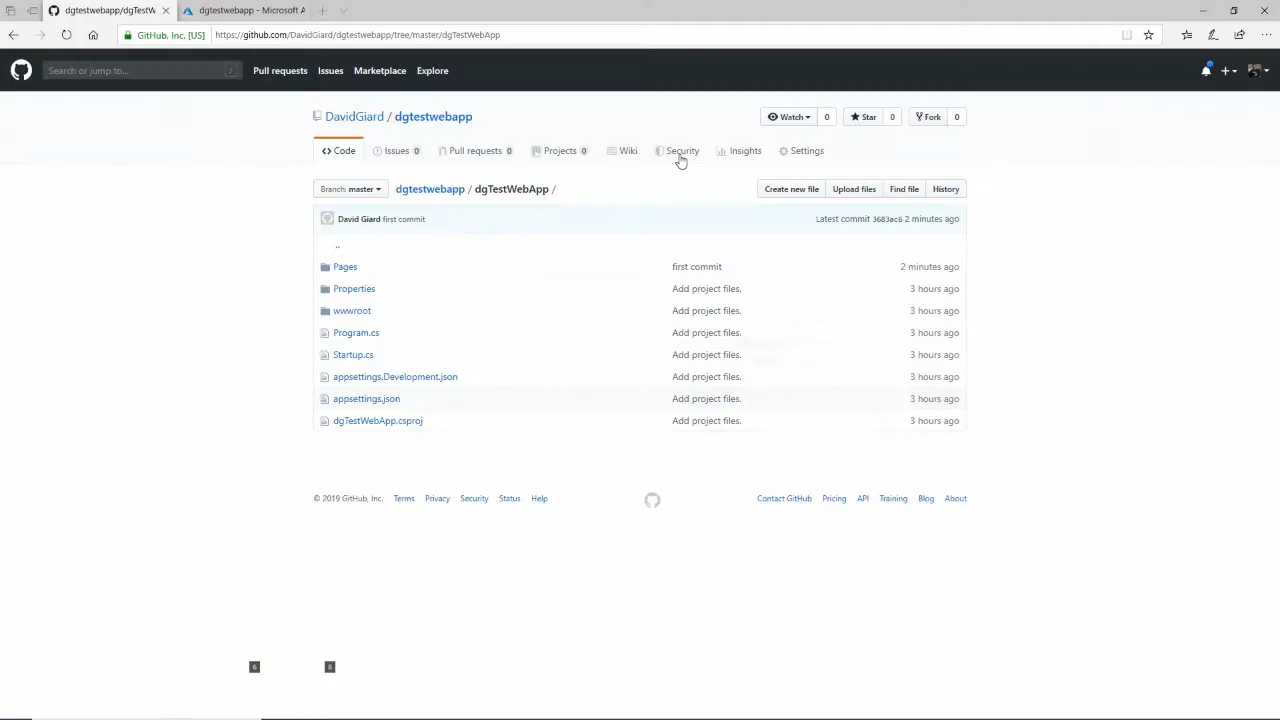 dgtestwebapp/dgTestW
dgtestwebapp - Microsoft A
GitHub, Inc. [US]
https://github.com/DavidGiard/dgtestwebapp/tree/master/dgTestWebApp
Search or jump to...
/
Pull requests Issues Marketplace Explore
DavidGiard / dgtestwebapp
Watch 0 Star 0 Fork 0
Code Issues 0 Pull requests 0 Projects 0 Wiki Security Insights Settings
Branch: master dgtestwebapp / dgTestWebApp / Create new file Upload files Find file History
David Giard first commit Latest commit 3683ac6 2 minutes ago
..
Pages first commit 2 minutes ago
Properties Add project files. 3 hours ago
wwwroot Add project files. 3 hours ago
Program.cs Add project files. 3 hours ago
Startup.cs Add project files. 3 hours ago
appsettings.Development.json Add project files. 3 hours ago
appsettings.json Add project files. 3 hours ago
dgTestWebApp.csproj Add project files. 3 hours ago
© 2019 GitHub, Inc. Terms Privacy Security Status Help Contact GitHub Pricing API Training Blog About
6 8